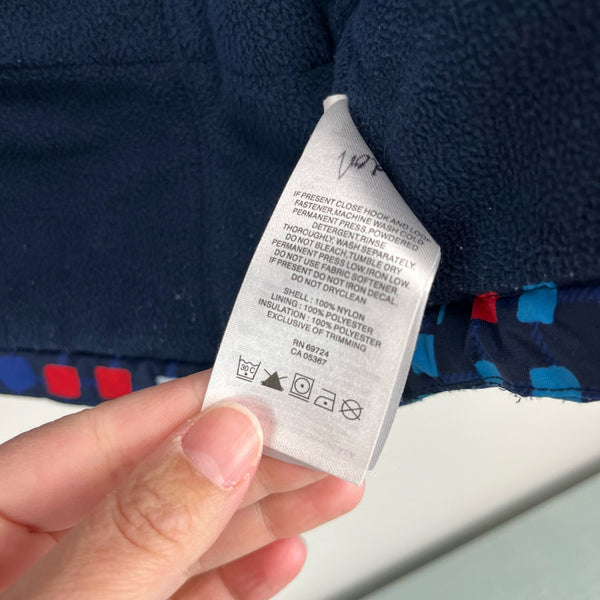 IF PRESENT CLOSE HOOK AND LOOP
FASTENER.MACHINE WASH COLD
PERMANENT PRESS.POWDERED
DETERGENT.RINSE
THOROUGHLY. WASH SEPARATELY.
DO NOT BLEACH.TUMBLE DRY
PERMANENT PRESS LOW.IRON LOW.
DO NOT USE FABRIC SOFTENER.
IF PRESENT DO NOT IRON DECAL.
DO NOT DRYCLEAN
SHELL : 100% NYLON
LINING : 100% POLYESTER
INSULATION : 100% POLYESTER
EXCLUSIVE OF TRIMMING
RN 69724
CA 05367
30 C